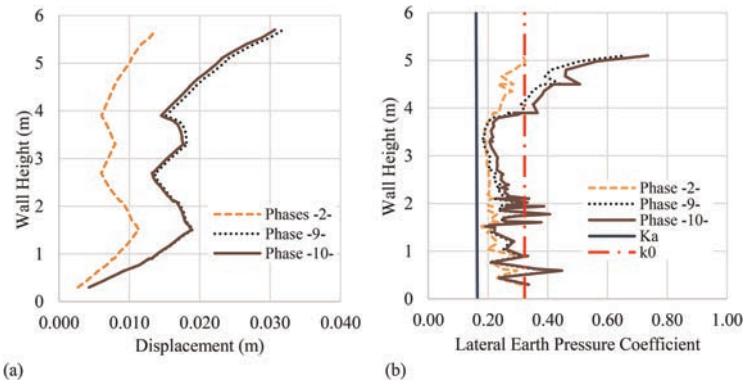 6
5
4
3
2
1
0
Wall Height (m)
Phases -2-
Phase -9-
Phase -10-
0.000 0.010 0.020 0.030 0.040
Displacement (m)
(a)
6
5
4
3
2
1
0
Wall Height (m)
Phase -2-
Phase -9-
Phase -10-
Ka
k0
0.00 0.20 0.40 0.60 0.80 1.00
Lateral Earth Pressure Coefficient
(b)